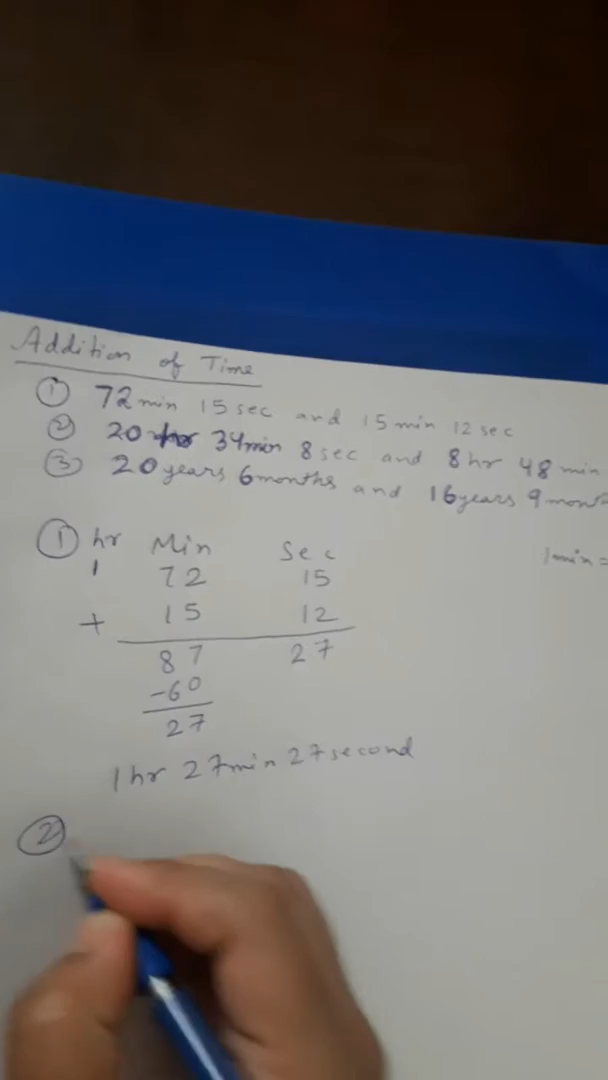 Addition of Time
① 72 min 15 sec and 15 min 12 sec
② 20 hr 34 min 8 sec and 8 hr 48 min
③ 20 years 6 months and 16 years 9 mont
1 min =
① hr Min Sec
1 72 15
+ 15 12
87 27
-60
27
1 hr 27 min 27 second
②